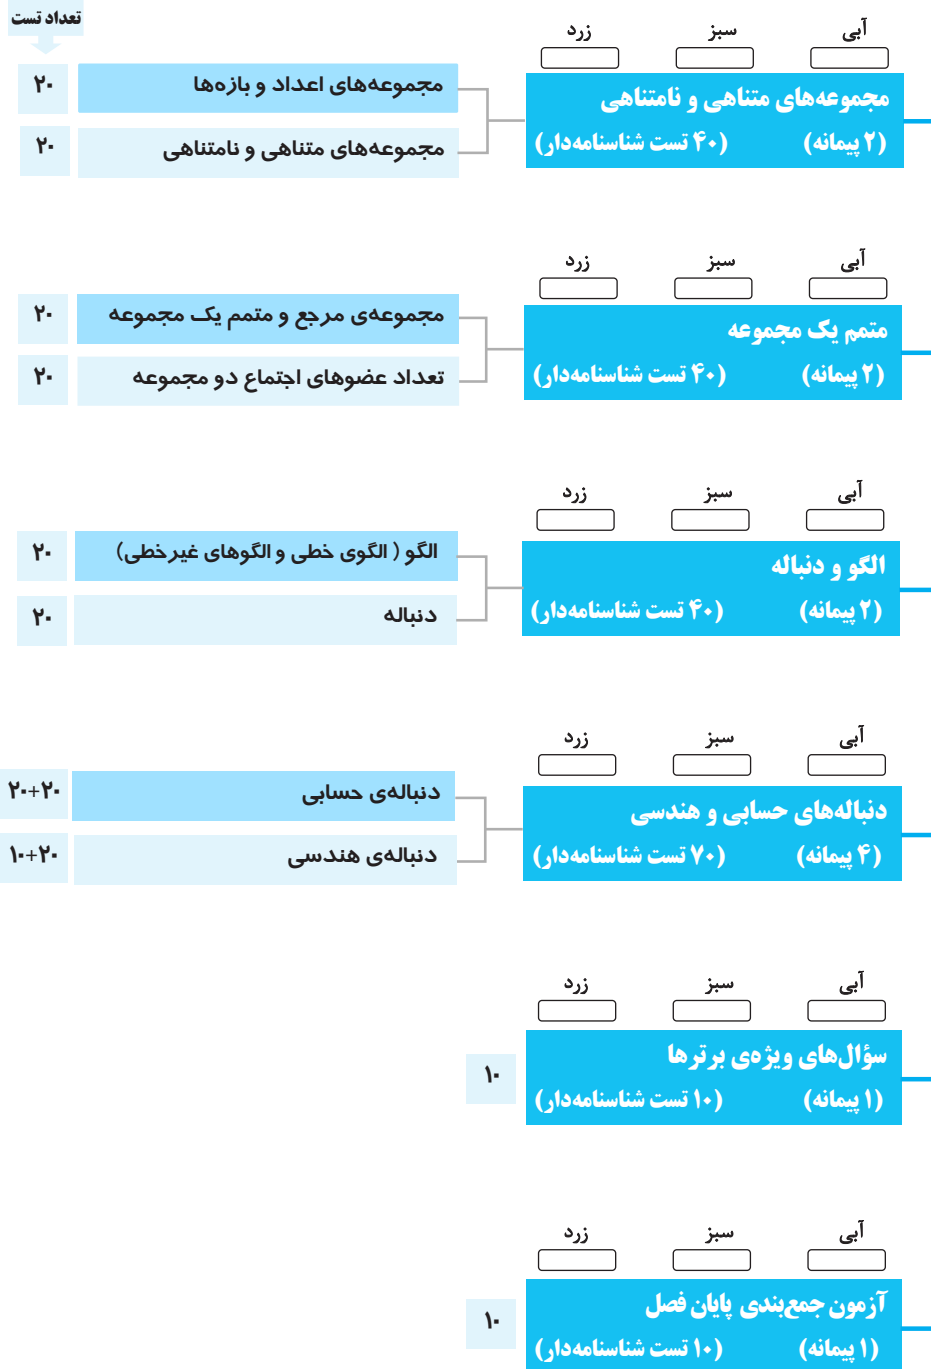 تعداد تست
آبی سبز زرد
مجموعه‌های متناهی و نامتناهی
(۲ پیمانه) (۴۰ تست شناسنامه‌دار)
مجموعه‌های اعداد و بازه‌ها ۲۰
مجموعه‌های متناهی و نامتناهی ۲۰
آبی سبز زرد
متمم یک مجموعه
(۲ پیمانه) (۴۰ تست شناسنامه‌دار)
مجموعه‌ی مرجع و متمم یک مجموعه ۲۰
تعداد عضوهای اجتماع دو مجموعه ۲۰
آبی سبز زرد
الگو و دنباله
(۲ پیمانه) (۴۰ تست شناسنامه‌دار)
الگو ( الگوی خطی و الگوهای غیرخطی) ۲۰
دنباله ۲۰
آبی سبز زرد
دنباله‌های حسابی و هندسی
(۴ پیمانه) (۷۰ تست شناسنامه‌دار)
دنباله‌ی حسابی ۲۰+۲۰
دنباله‌ی هندسی ۱۰+۲۰
آبی سبز زرد
سؤال‌های ویژه‌ی برترها
(۱ پیمانه) (۱۰ تست شناسنامه‌دار)
۱۰
آبی سبز زرد
آزمون جمع‌بندی پایان فصل
(۱ پیمانه) (۱۰ تست شناسنامه‌دار)
۱۰